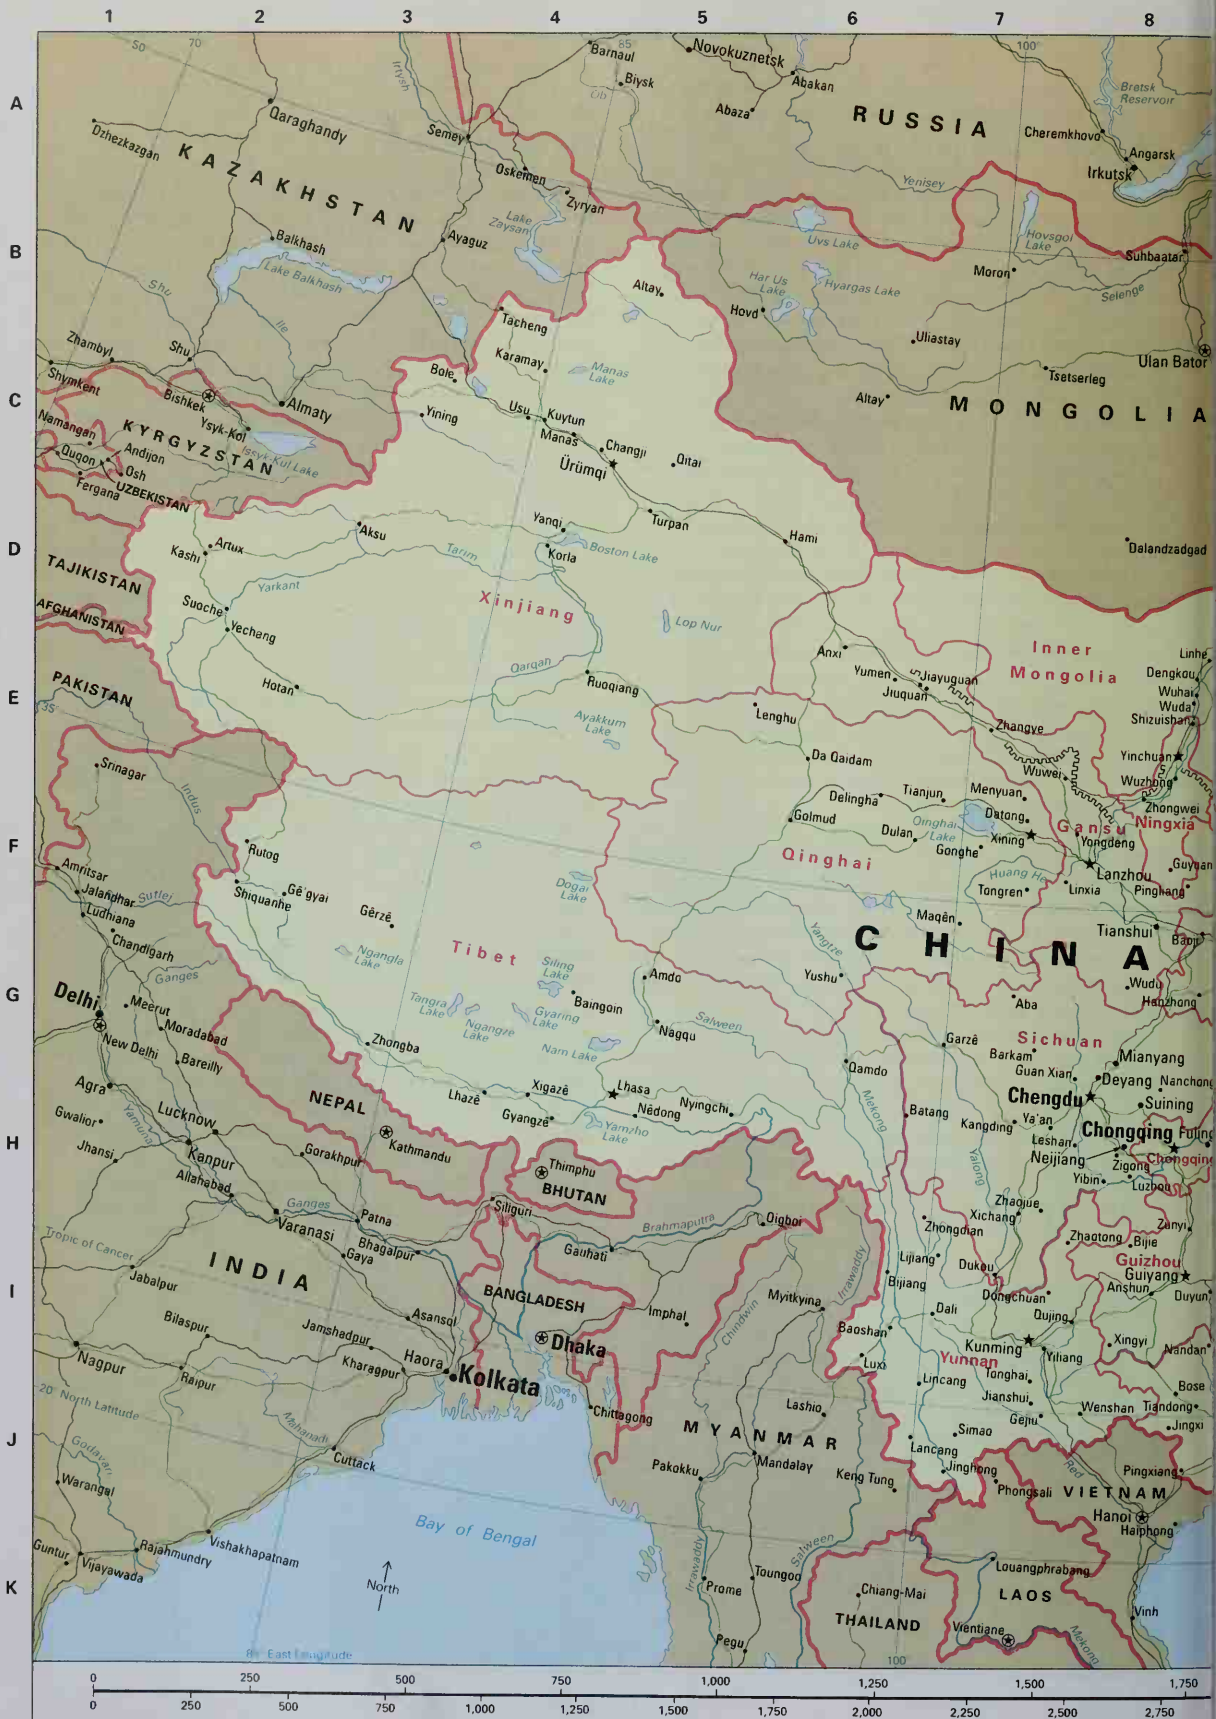 1 2 3 4 5 6 7 8
A
B
C
D
E
F
G
H
I
J
K
50
70
85
100
Barnaul
Novokuznetsk
Biysk
Ob
Abakan
Abaza
RUSSIA
Bratsk
Reservoir
Cheremkhovo
Angarsk
Irkutsk
Irtysh
Qaraghandy
Semey
Dzhezkazgan
KAZAKHSTAN
Oskemen
Zyryan
Lake
Zaysan
Yenisey
Balkhash
Ayaguz
Lake Balkhash
Uvs Lake
Hovsgol
Lake
Suhbaatar
Moron
Har Us
Lake
Hyargas Lake
Selenge
Altay
Hovd
Shu
Ile
Tacheng
Uliastay
Ulan Bator
Zhambyl
Shu
Karamay
Manas
Lake
Tsetserleg
Shymkent
Bole
Bishkek
Almaty
Yining
Usu
Kuytun
Altay
MONGOLIA
Namangan
KYRGYZSTAN
Ysyk-Kol
Issyk-Kul Lake
Manas
Changji
Ürümqi
Qitai
Quqon
Andijon
Osh
Fergana
UZBEKISTAN
Turpan
Yanqi
Aksu
Hami
Artux
Kashi
Tarim
Korla
Boston Lake
Dalandzadgad
TAJIKISTAN
Yarkant
Suoche
Xinjiang
AFGHANISTAN
Yecheng
Lop Nur
Inner
Mongolia
Anxi
Linhe
Dengkou
Wuhai
Wuda
Shizuishan
Yumen
Jiayuguan
Jiuquan
PAKISTAN
35
Hotan
Qarqan
Ruoqiang
Ayakkum
Lake
Lenghu
Zhangye
Yinchuan
Srinagar
Indus
Da Qaidam
Wuwei
Wuzhong
Zhongwei
Delingha
Tianjun
Menyuan
Datong
Golmud
Dulan
Qinghai
Lake
Xining
Gansu
Ningxia
Yongdeng
Gonghe
Rutog
Qinghai
Lanzhou
Guyuan
Amritsar
Jalandhar
Sutlej
Ludhiana
Shiquanhe
Gê'gyai
Gêrzê
Dogai
Lake
Huang He
Tongren
Linxia
Pingliang
Chandigarh
Maqên
CHINA
Tianshui
Baoji
Ngangla
Lake
Tibet
Yangtze
Ganges
Siling
Lake
Amdo
Yushu
Delhi
Meerut
Moradabad
Tangra
Lake
Ngangze
Lake
Gyaring
Lake
Baingoin
Aba
Wudu
Hanzhong
New Delhi
Bareilly
Zhongba
Nam Lake
Nagqu
Salween
Garzê
Sichuan
Barkam
Guan Xian
Mianyang
Deyang
Nanchong
Agra
Yamuna
Lhazê
Xigazê
Lhasa
Nyingchi
Qamdo
Chengdu
Suining
Gwalior
Lucknow
NEPAL
Gyangzê
Nêdong
Yamzho
Lake
Mekong
Batang
Kangding
Ya'an
Chongqing
Fuling
Leshan
Jhansi
Kanpur
Kathmandu
Gorakhpur
Thimphu
BHUTAN
Neijiang
Zigong
Chongqing
Allahabad
Yalong
Yibin
Luzhou
Ganges
Patna
Siliguri
Brahmaputra
Digboi
Zhaojue
Xichang
Zhongdian
Zunyi
Varanasi
Tropic of Cancer
Bhagalpur
Gaya
Gauhati
Zhaotong
Bijie
Guizhou
Guiyang
Jabalpur
INDIA
Lijiang
Dukou
Anshun
Duyun
Bijiang
Dongchuan
BANGLADESH
Myitkyina
Irrawaddy
Chindwin
Asansol
Imphal
Dali
Qujing
Bilaspur
Jamshedpur
Baoshan
Kunming
Yiliang
Xingyi
Nandan
Dhaka
Nagpur
Raipur
Kharagpur
Haora
Kolkata
Luxi
Yunnan
Tonghai
Lincang
Bose
20 North Latitude
Jianshui
Wenshan
Tiandong
Jingxi
Chittagong
Lashio
Gejiu
Mahanadi
MYANMAR
Simao
Godavari
Cuttack
Lancang
Mandalay
Jinghong
Red
Pingxiang
Warangal
Pakokku
Keng Tung
Phongsali
VIETNAM
Hanoi
Haiphong
Bay of Bengal
Vishakhapatnam
Guntur
Rajahmundry
Vijayawada
Salween
Irrawaddy
Toungoo
Louangphrabang
North
Prome
Chiang-Mai
LAOS
THAILAND
Vientiane
Vinh
Pegu
Mekong
East Longitude
100
0 250 500 750 1,000 1,250 1,500 1,750
0 250 500 750 1,000 1,250 1,500 1,750 2,000 2,250 2,500 2,750